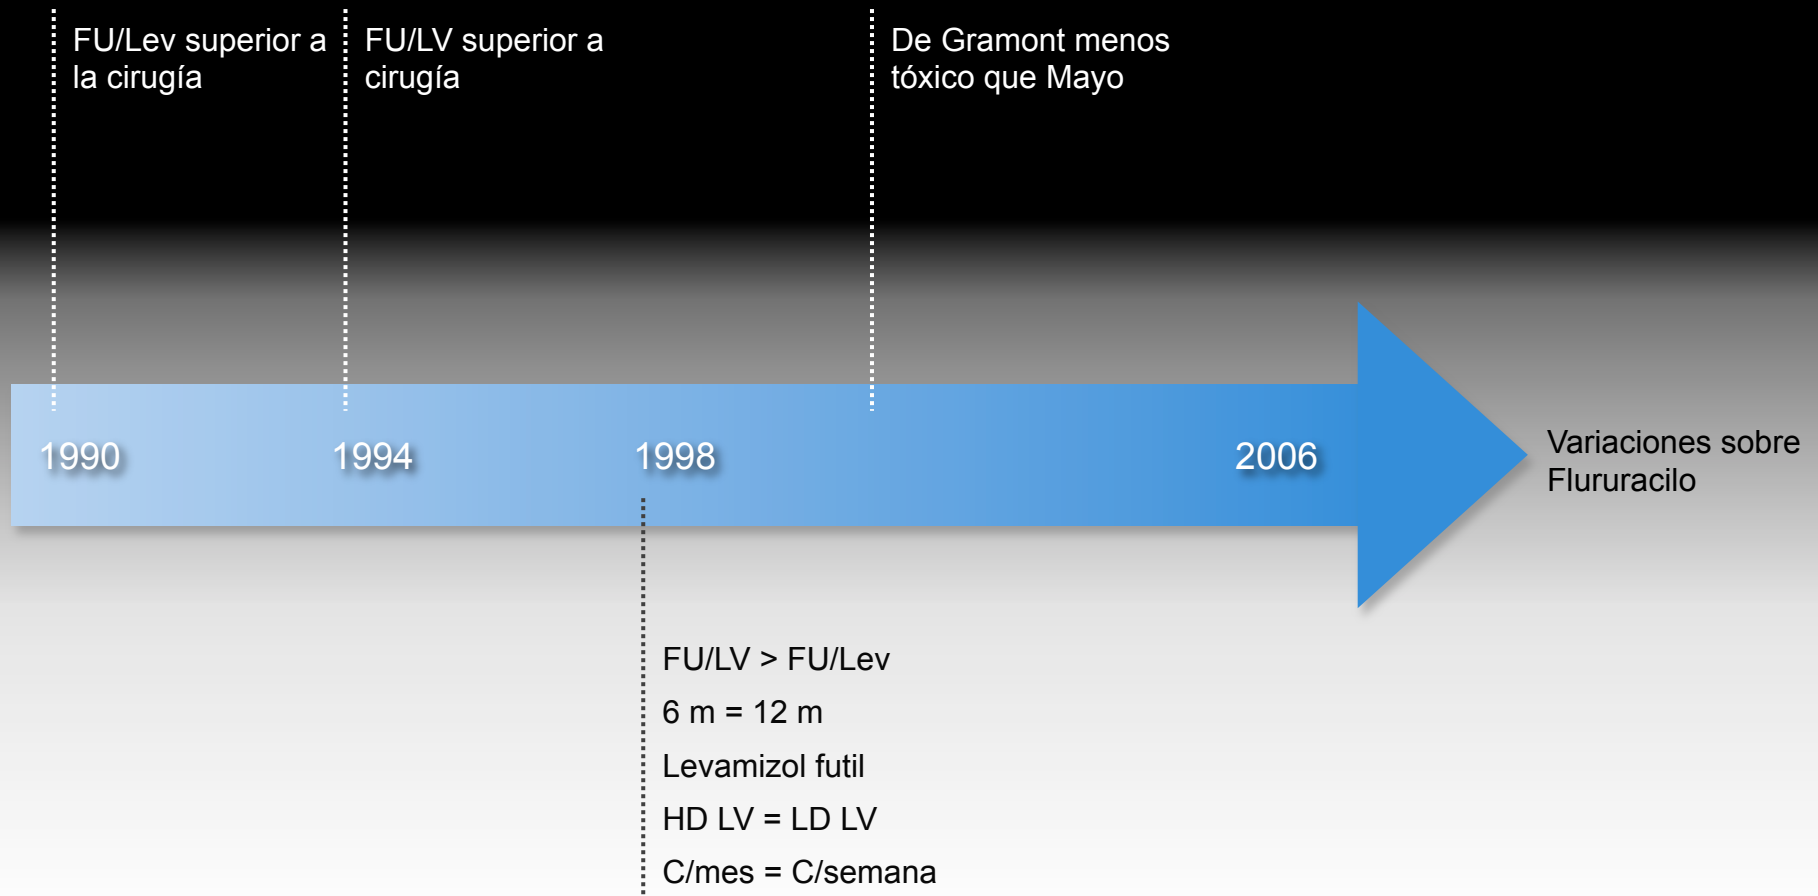 FU/Lev superior a
la cirugía
FU/LV superior a
cirugía
De Gramont menos
tóxico que Mayo
1990
1994
1998
2006
Variaciones sobre
Flururacilo
FU/LV > FU/Lev
6 m = 12 m
Levamizol futil
HD LV = LD LV
C/mes = C/semana